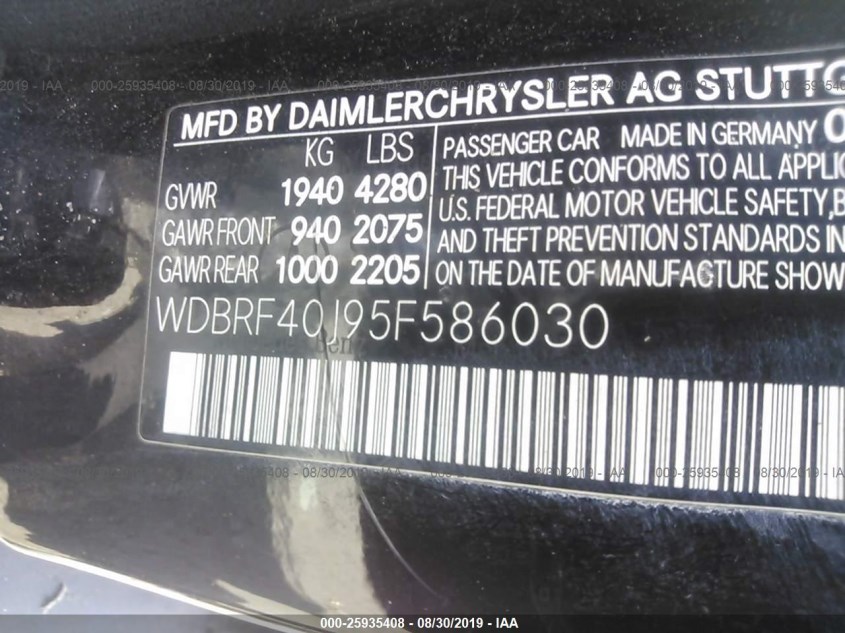 MFD BY DAIMLERCHRYSLER AG STUTTG
KG LBS
GVWR 1940 4280
GAWR FRONT 940 2075
GAWR REAR 1000 2205
PASSENGER CAR MADE IN GERMANY 0
THIS VEHICLE CONFORMS TO ALL APPLIC
U.S. FEDERAL MOTOR VEHICLE SAFETY, B
AND THEFT PREVENTION STANDARDS IN
ON THE DATE OF MANUFACTURE SHOW
WDBRF40J95F586030
000-25935408 - 08/30/2019 - IAA